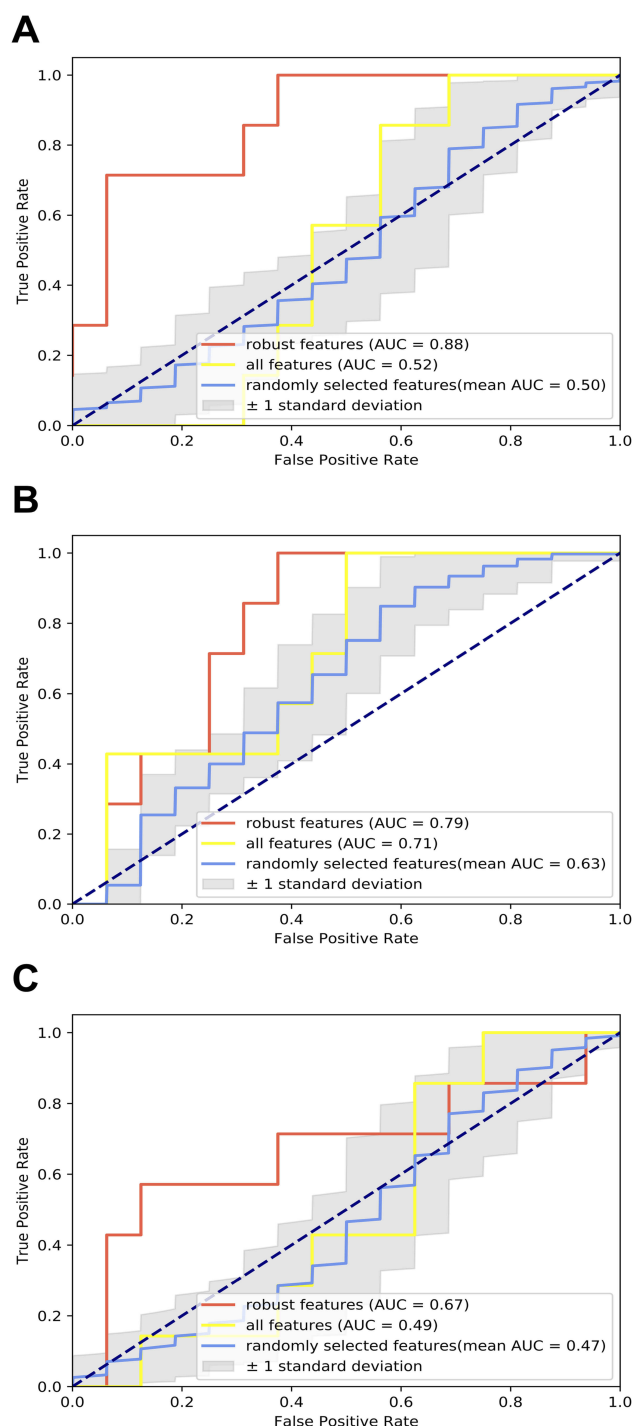 A
1.0
0.8
0.6
0.4
0.2
0.0
True Positive Rate
robust features (AUC = 0.88)
all features (AUC = 0.52)
randomly selected features(mean AUC = 0.50)
± 1 standard deviation
0.0 0.2 0.4 0.6 0.8 1.0
False Positive Rate
B
1.0
0.8
0.6
0.4
0.2
0.0
True Positive Rate
robust features (AUC = 0.79)
all features (AUC = 0.71)
randomly selected features(mean AUC = 0.63)
± 1 standard deviation
0.0 0.2 0.4 0.6 0.8 1.0
False Positive Rate
C
1.0
0.8
0.6
0.4
0.2
0.0
True Positive Rate
robust features (AUC = 0.67)
all features (AUC = 0.49)
randomly selected features(mean AUC = 0.47)
± 1 standard deviation
0.0 0.2 0.4 0.6 0.8 1.0
False Positive Rate